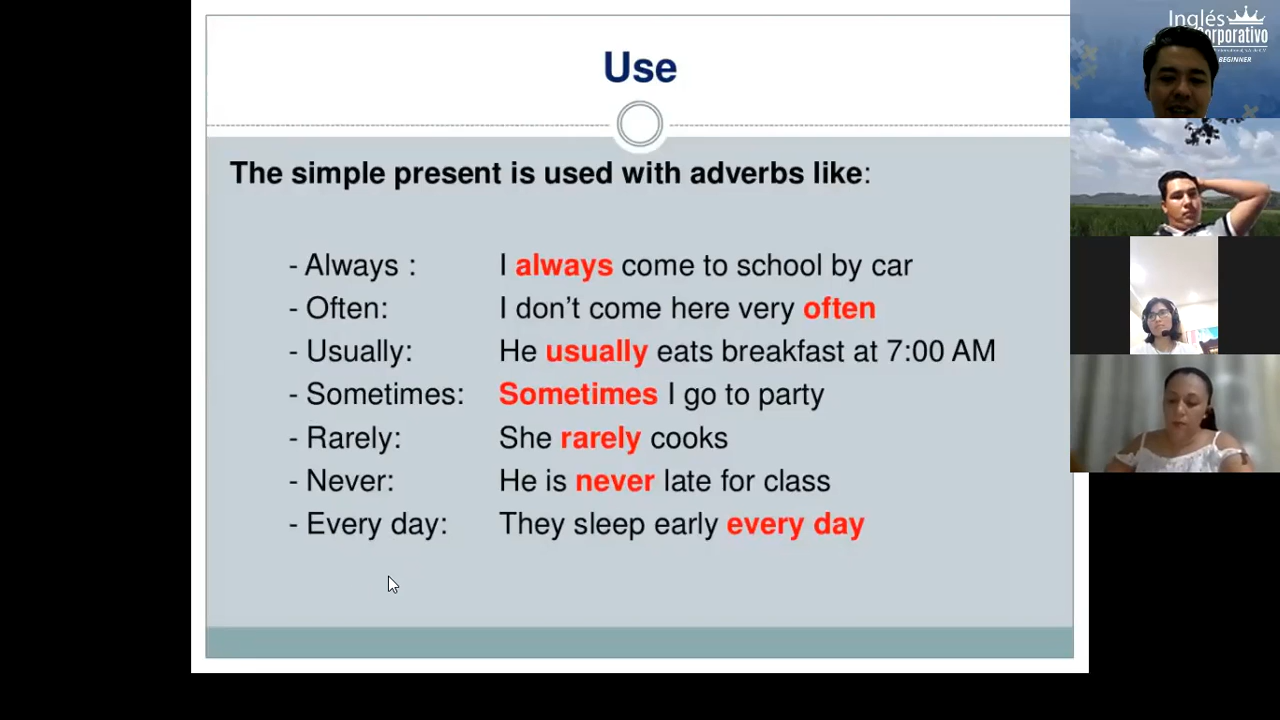 Use
The simple present is used with adverbs like:
- Always : I always come to school by car
- Often: I don’t come here very often
- Usually: He usually eats breakfast at 7:00 AM
- Sometimes: Sometimes I go to party
- Rarely: She rarely cooks
- Never: He is never late for class
- Every day: They sleep early every day
Inglés
BEGINNER